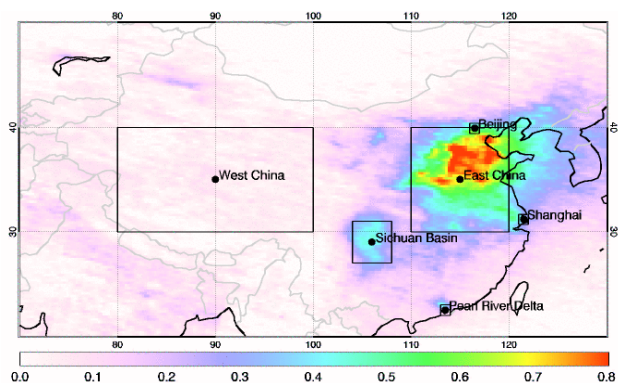 80 90 100 110 120
40 Beijing 40
West China East China
Shanghai
30 Sichuan Basin 30
Pearl River Delta
80 90 100 110 120
0.0 0.1 0.2 0.3 0.4 0.5 0.6 0.7 0.8